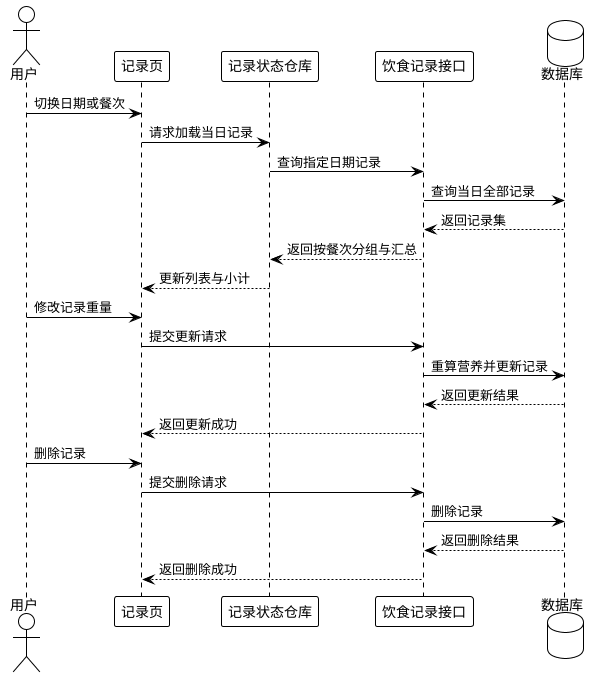 用户
记录页
记录状态仓库
饮食记录接口
数据库
切换日期或餐次
请求加载当日记录
查询指定日期记录
查询当日全部记录
返回记录集
返回按餐次分组与汇总
更新列表与小计
修改记录重量
提交更新请求
重算营养并更新记录
返回更新结果
返回更新成功
删除记录
提交删除请求
删除记录
返回删除结果
返回删除成功
用户
记录页
记录状态仓库
饮食记录接口
数据库